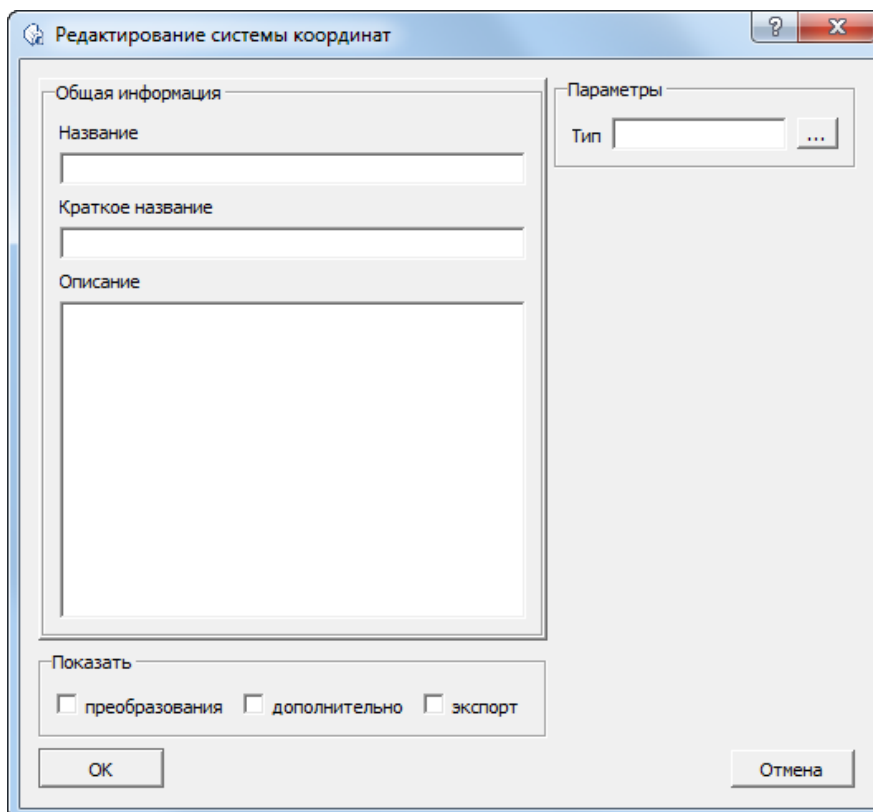 Редактирование системы координат
Общая информация
Название
Краткое название
Описание
Параметры
Тип ...
Показать
преобразования дополнительно экспорт
OK Отмена